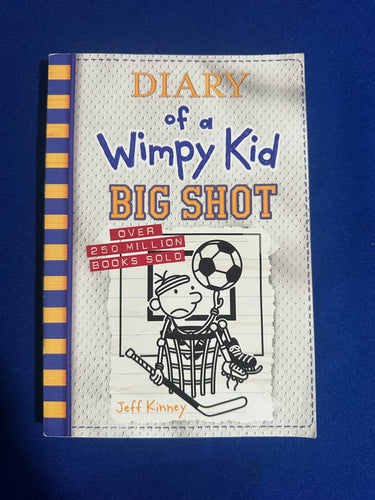 DIARY
of a
Wimpy Kid
BIG SHOT
OVER
250 MILLION
BOOKS SOLD
Jeff Kinney